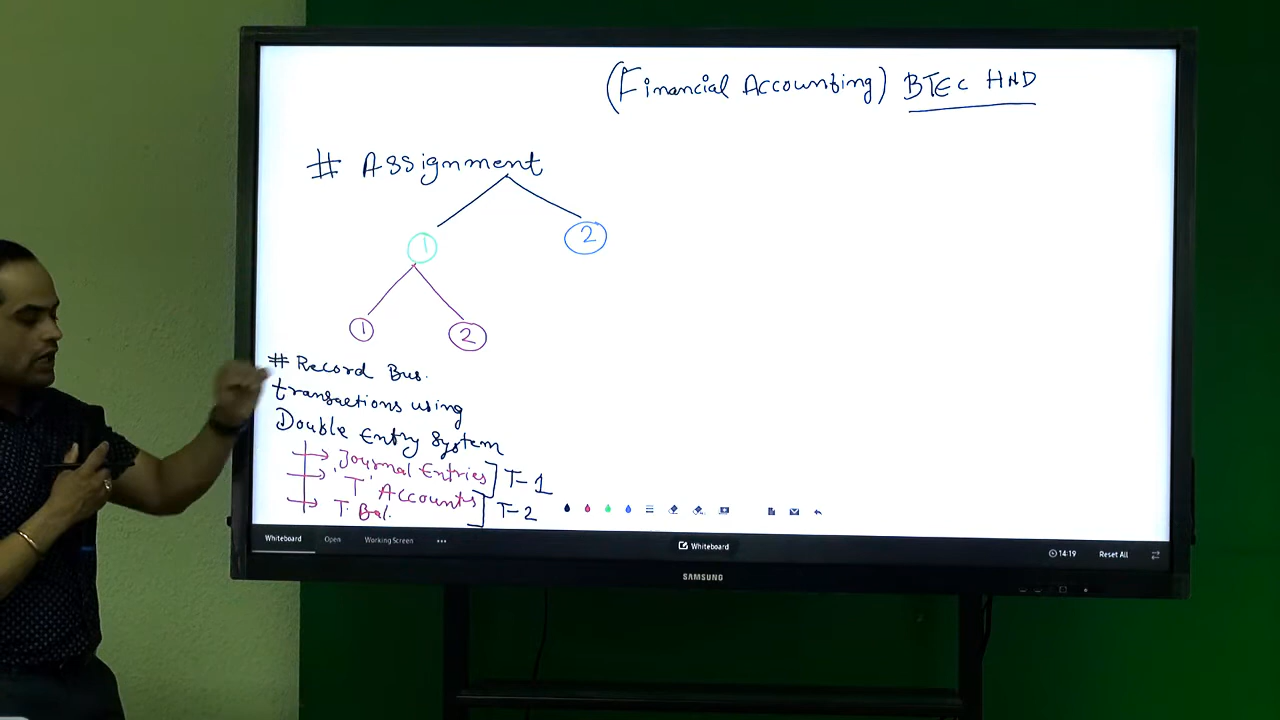 (Financial Accounting) BTEC HND
# Assignment
1 2
1 2
# Record Bus.
transactions using
Double Entry System
Journal Entries ] T-1
'T' Accounts
T. Bal. ] T-2
Whiteboard Open Working Screen ••• Whiteboard 14:19 Reset All
SAMSUNG